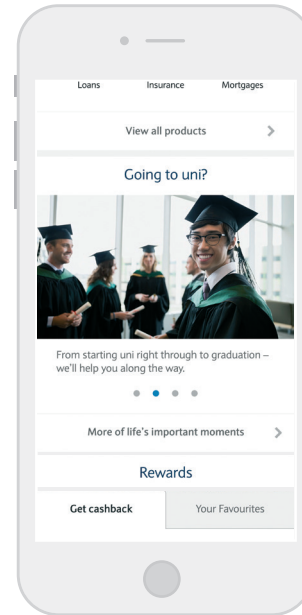 Loans Insurance Mortgages
View all products
Going to uni?
From starting uni right through to graduation –
we'll help you along the way.
More of life's important moments
Rewards
Get cashback Your Favourites